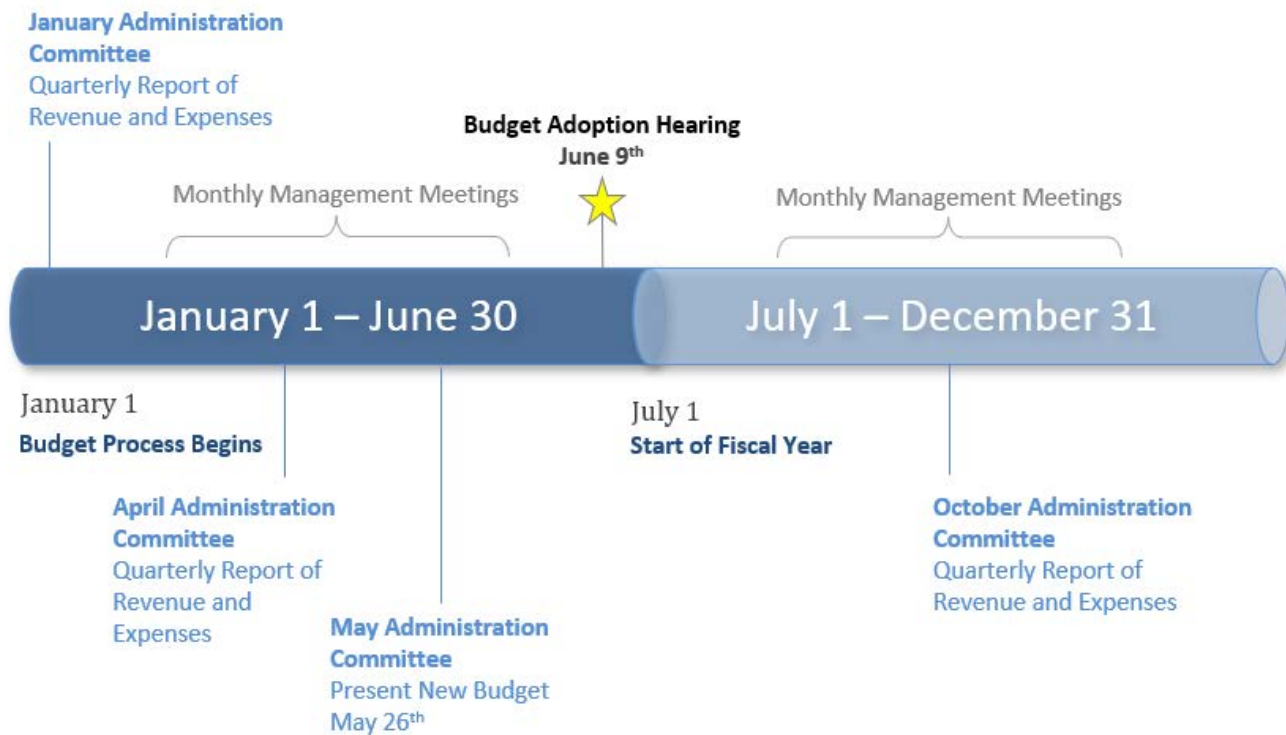 January Administration
Committee
Quarterly Report of
Revenue and Expenses
Budget Adoption Hearing
June 9th
Monthly Management Meetings
Monthly Management Meetings
January 1 – June 30
July 1 – December 31
January 1
Budget Process Begins
July 1
Start of Fiscal Year
April Administration
Committee
Quarterly Report of
Revenue and
Expenses
May Administration
Committee
Present New Budget
May 26th
October Administration
Committee
Quarterly Report of
Revenue and Expenses